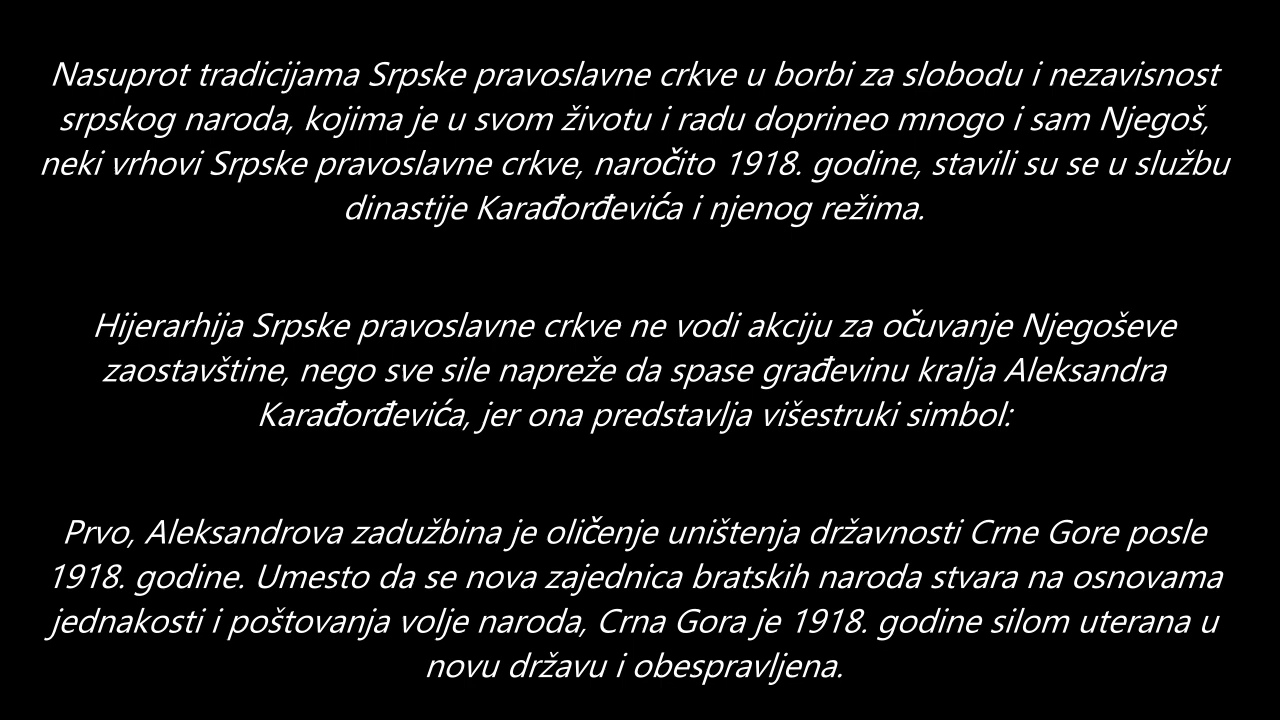 Nasuprot tradicijama Srpske pravoslavne crkve u borbi za slobodu i nezavisnost
srpskog naroda, kojima je u svom životu i radu doprineo mnogo i sam Njegoš,
neki vrhovi Srpske pravoslavne crkve, naročito 1918. godine, stavili su se u službu
dinastije Karađorđevića i njenog režima.
Hijerarhija Srpske pravoslavne crkve ne vodi akciju za očuvanje Njegoševe
zaostavštine, nego sve sile napreže da spase građevinu kralja Aleksandra
Karađorđevića, jer ona predstavlja višestruki simbol:
Prvo, Aleksandrova zadužbina je oličenje uništenja državnosti Crne Gore posle
1918. godine. Umesto da se nova zajednica bratskih naroda stvara na osnovama
jednakosti i poštovanja volje naroda, Crna Gora je 1918. godine silom uterana u
novu državu i obespravljena.